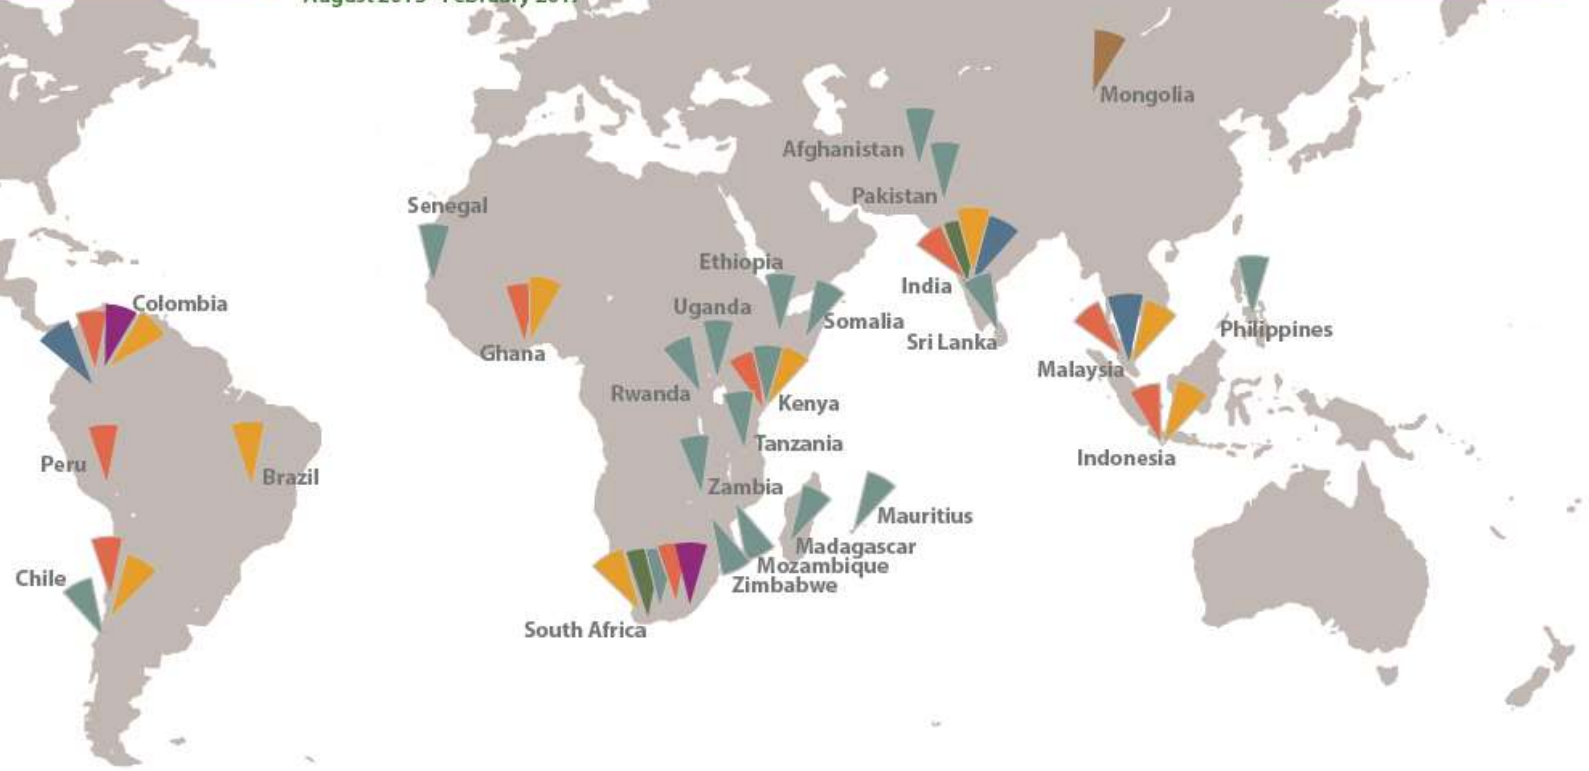 Mongolia
Afghanistan
Pakistan
Senegal
Ethiopia
India
Colombia
Uganda
Somalia
Philippines
Sri Lanka
Ghana
Malaysia
Rwanda
Kenya
Tanzania
Indonesia
Peru
Brazil
Zambia
Mauritius
Madagascar
Mozambique
Chile
Zimbabwe
South Africa